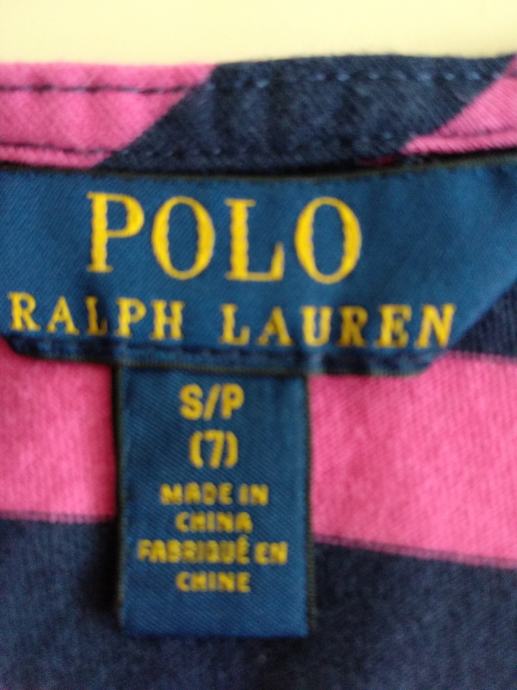 POLO
RALPH LAUREN
S/P
(7)
MADE IN
CHINA
FABRIQUÉ EN
CHINE